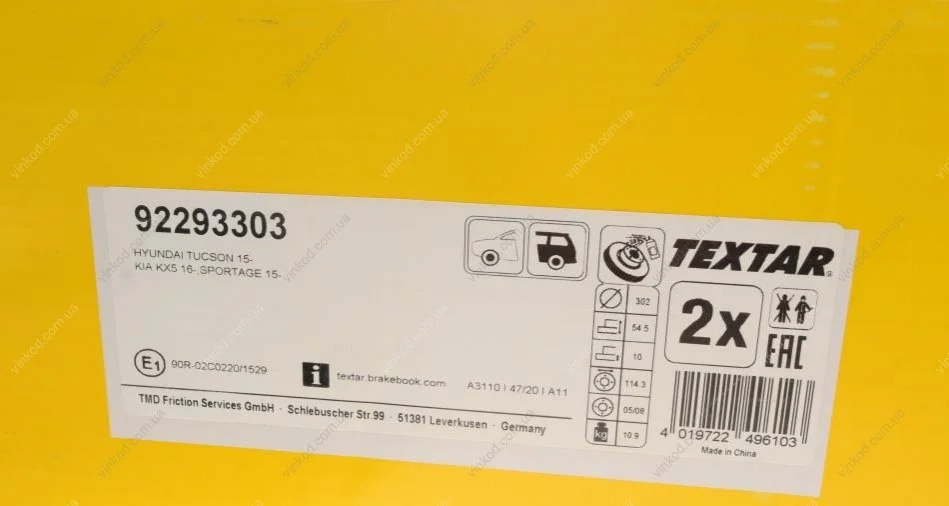 92293303
HYUNDAI TUCSON 15-
KIA KX5 16-,SPORTAGE 15-
E1 90R-02C0220/1529
i textar.brakebook.com A3110 | 47/20 | A11
TMD Friction Services GmbH · Schlebuscher Str.99 · 51381 Leverkusen · Germany
302
54.5
10
114.3
05/08
kg 10.9
TEXTAR®
2x
EAC
4 019722 496103
Made in China
vinkod.com.ua